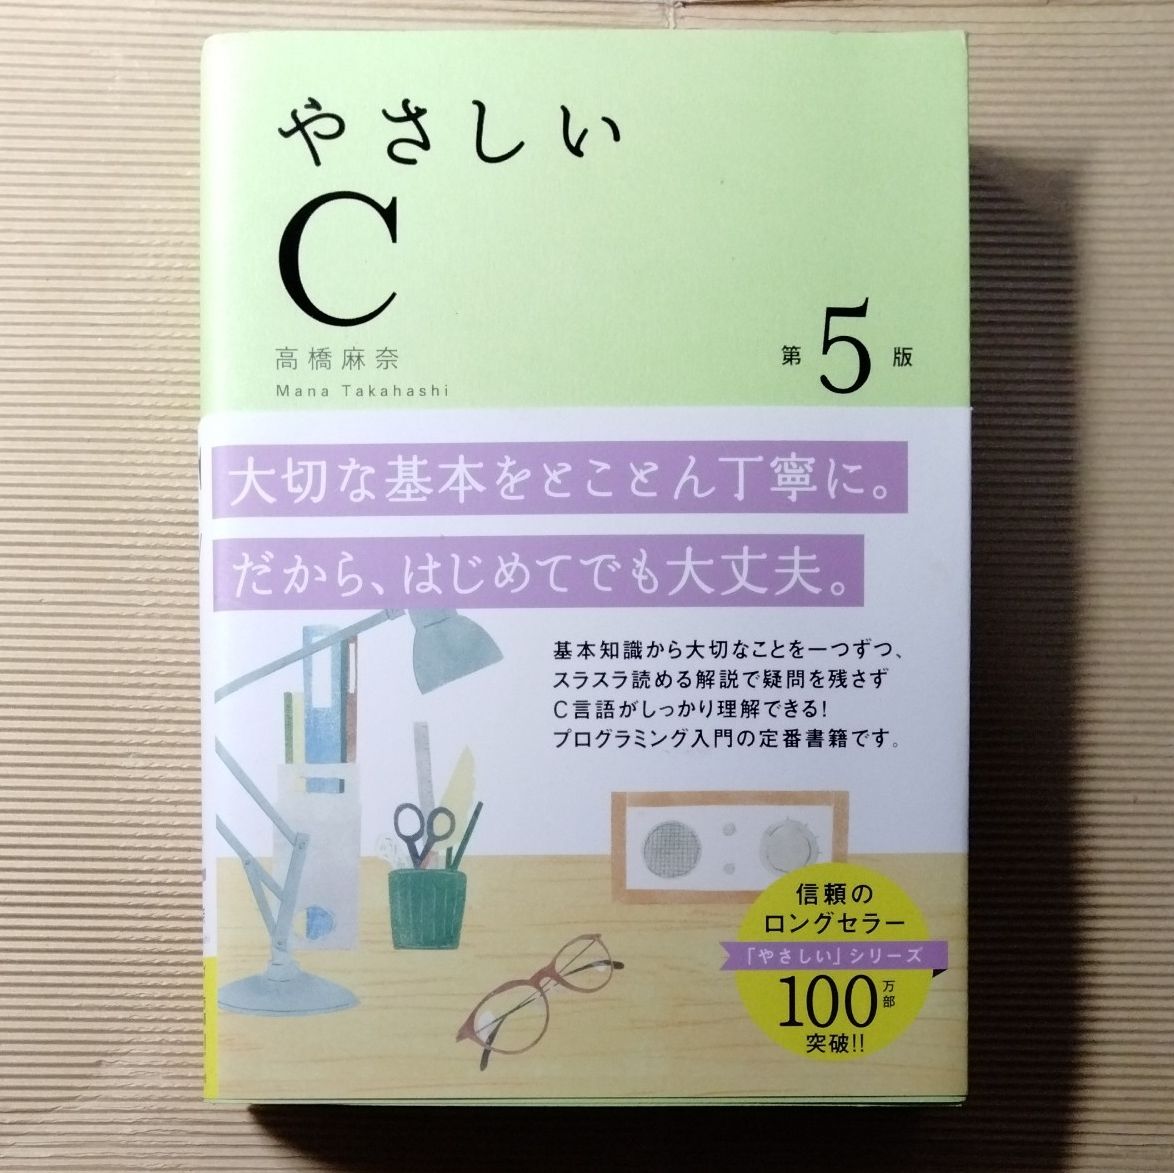 やさしい
C
高橋麻奈
Mana Takahashi
第5版
大切な基本をとことん丁寧に。
だから、はじめてでも大丈夫。
基本知識から大切なことを一つずつ、
スラスラ読める解説で疑問を残さず
C言語がしっかり理解できる!
プログラミング入門の定番書籍です。
信頼の
ロングセラー
「やさしい」シリーズ
100万部
突破!!